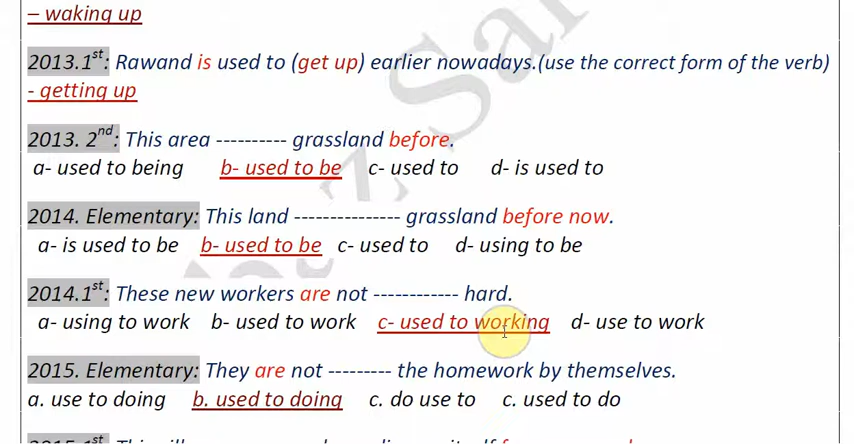 – waking up
2013.1st: Rawand is used to (get up) earlier nowadays.(use the correct form of the verb)
- getting up
2013. 2nd: This area ---------- grassland before.
a- used to being b- used to be c- used to d- is used to
2014. Elementary: This land --------------- grassland before now.
a- is used to be b- used to be c- used to d- using to be
2014.1st: These new workers are not ------------ hard.
a- using to work b- used to work c- used to working d- use to work
2015. Elementary: They are not --------- the homework by themselves.
a. use to doing b. used to doing c. do use to c. used to do
2015.1st: This